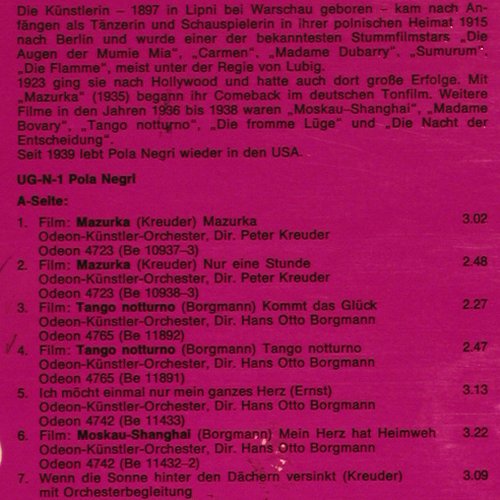 Die Künstlerin – 1897 in Lipni bei Warschau geboren – kam nach An-
fängen als Tänzerin und Schauspielerin in ihrer polnischen Heimat 1915
nach Berlin und wurde einer der bekanntesten Stummfilmstars „Die
Augen der Mumie Mia“, „Carmen“, „Madame Dubarry“, „Sumurum“,
„Die Flamme“, meist unter der Regie von Lubig.
1923 ging sie nach Hollywood und hatte auch dort große Erfolge. Mit
„Mazurka“ (1935) begann ihr Comeback im deutschen Tonfilm. Weitere
Filme in den Jahren 1936 bis 1938 waren „Moskau–Shanghai“, „Madame
Bovary“, „Tango notturno“, „Die fromme Lüge“ und „Die Nacht der
Entscheidung“.
Seit 1939 lebt Pola Negri wieder in den USA.
UG-N-1 Pola Negri
A-Seite:
1. Film: Mazurka (Kreuder) Mazurka 3.02
Odeon-Künstler-Orchester, Dir. Peter Kreuder
Odeon 4723 (Be 10937–3)
2. Film: Mazurka (Kreuder) Nur eine Stunde 2.48
Odeon-Künstler-Orchester, Dir. Peter Kreuder
Odeon 4723 (Be 10938–3)
3. Film: Tango notturno (Borgmann) Kommt das Glück 2.27
Odeon-Künstler-Orchester, Dir. Hans Otto Borgmann
Odeon 4765 (Be 11892)
4. Film: Tango notturno (Borgmann) Tango notturno 2.47
Odeon-Künstler-Orchester, Dir. Hans Otto Borgmann
Odeon 4765 (Be 11891)
5. Ich möcht einmal nur mein ganzes Herz (Ernst) 3.13
Odeon-Künstler-Orchester, Dir. Hans Otto Borgmann
Odeon 4742 (Be 11433)
6. Film: Moskau-Shanghai (Borgmann) Mein Herz hat Heimweh 3.22
Odeon-Künstler-Orchester, Dir. Hans Otto Borgmann
Odeon 4742 (Be 11432–2)
7. Wenn die Sonne hinter den Dächern versinkt (Kreuder) 3.09
mit Orchesterbegleitung